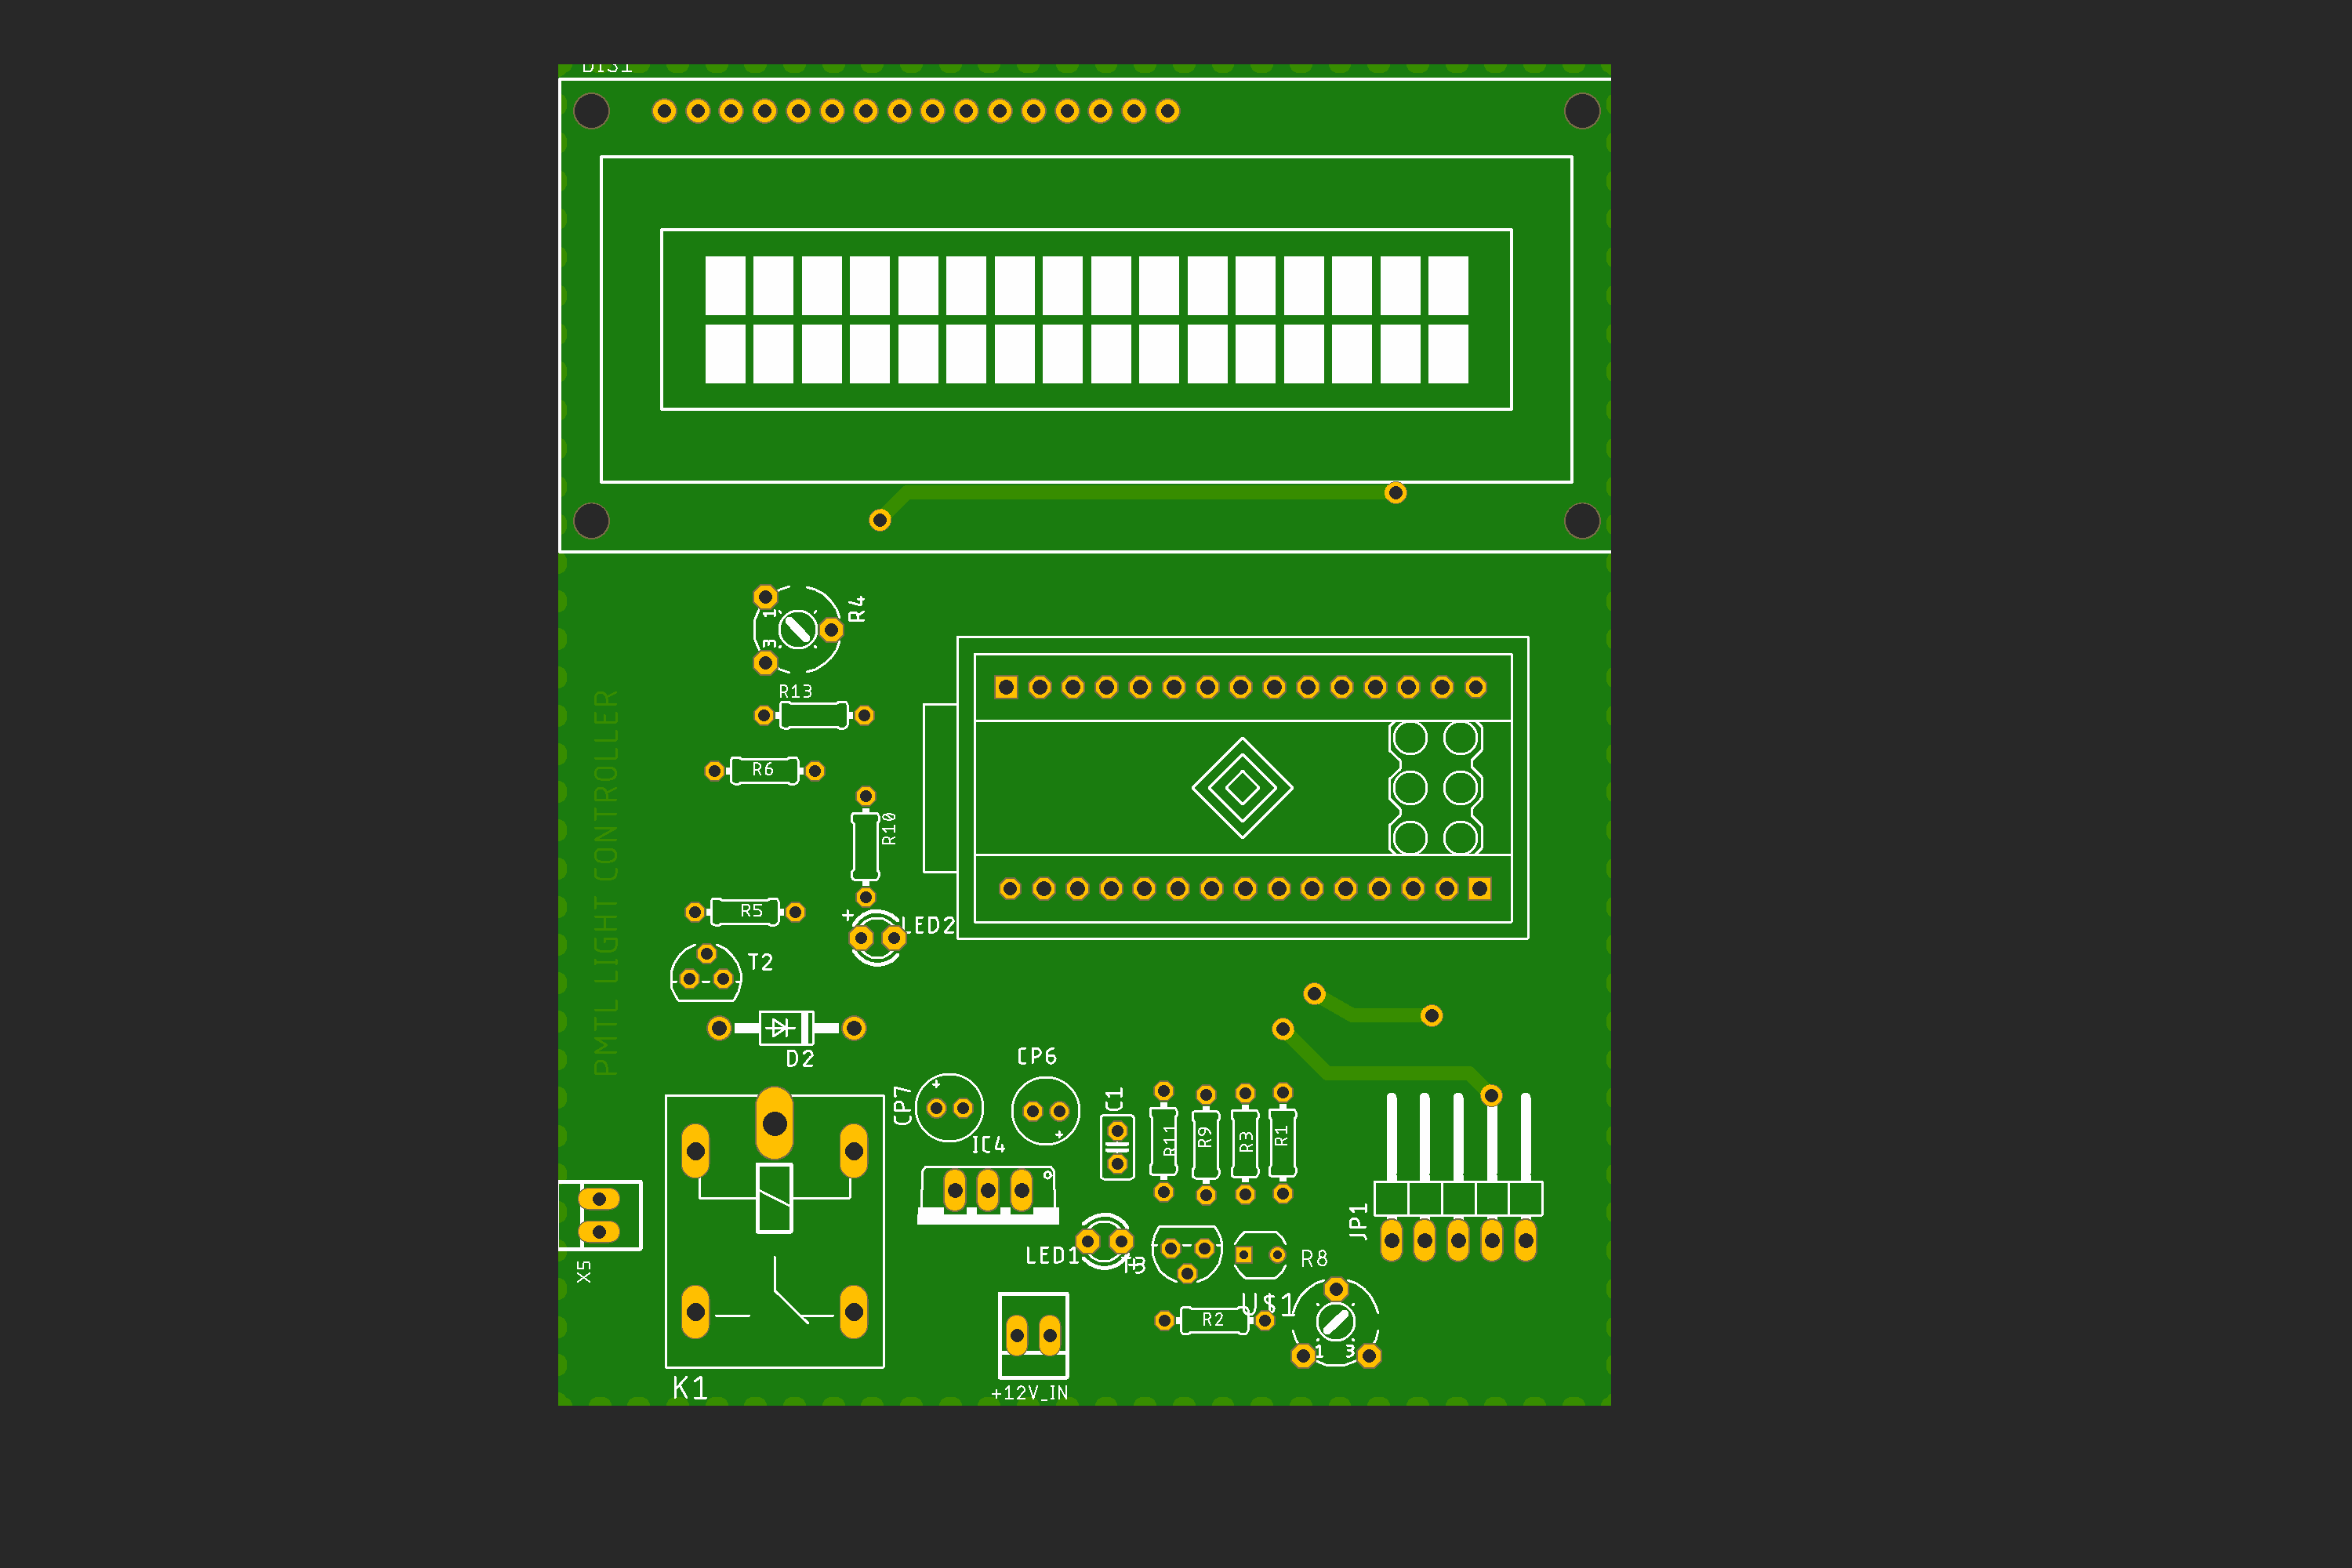 DIS1
R4
1
3
R13
R6
R10
R5
LED2
T2
D2
PMTL LIGHT CONTROLLER
CP6
CP7
C1
IC4
R11
R9
R3
R1
JP1
LED1
T3
R8
X5
U$1
R2
1 3
K1
+12V_IN